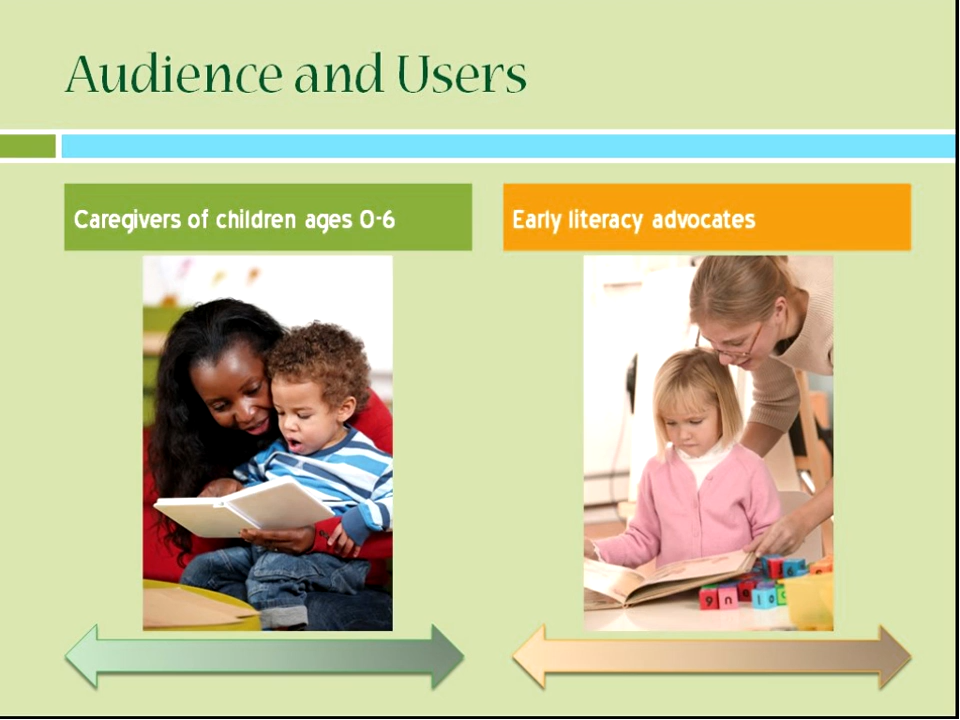 Audience and Users
Caregivers of children ages 0-6
Early literacy advocates